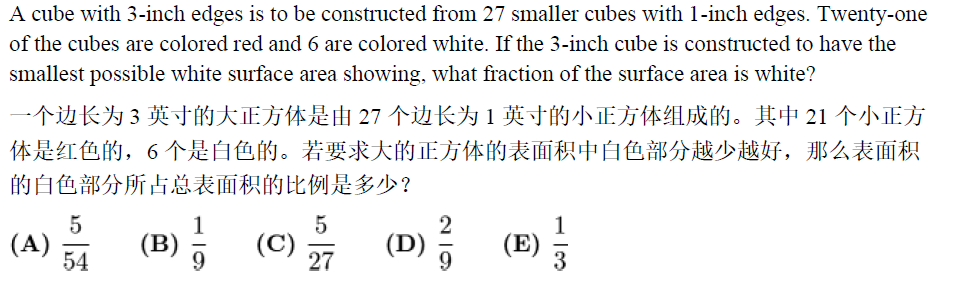 A cube with 3-inch edges is to be constructed from 27 smaller cubes with 1-inch edges. Twenty-one
of the cubes are colored red and 6 are colored white. If the 3-inch cube is constructed to have the
smallest possible white surface area showing, what fraction of the surface area is white?
一个边长为 3 英寸的大正方体是由 27 个边长为 1 英寸的小正方体组成的。其中 21 个小正方
体是红色的，6 个是白色的。若要求大的正方体的表面积中白色部分越少越好，那么表面积
的白色部分所占总表面积的比例是多少？
(A) 5/54 (B) 1/9 (C) 5/27 (D) 2/9 (E) 1/3